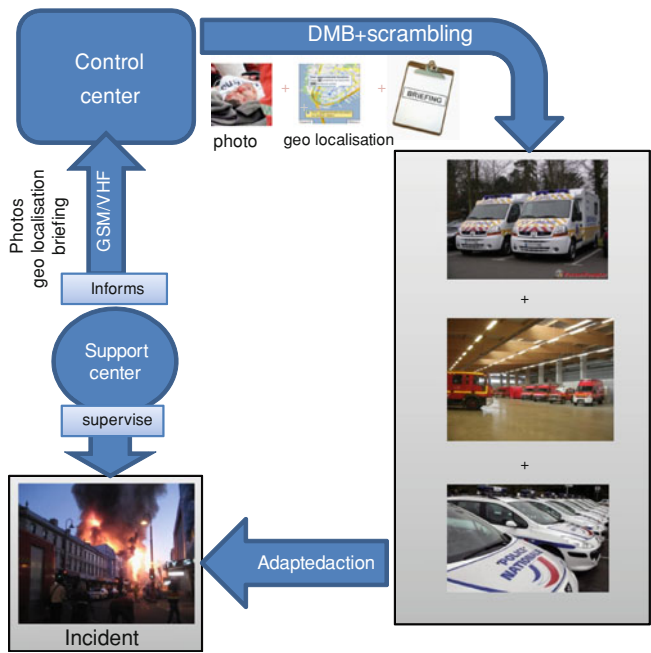 Control
center
DMB+scrambling
+
+
BRIEFING
photo
geo localisation
Photos
geo localisation
briefing
GSM/VHF
Informs
Support
center
supervise
Incident
Adaptedaction
+
+
POLICE
NATIONALE